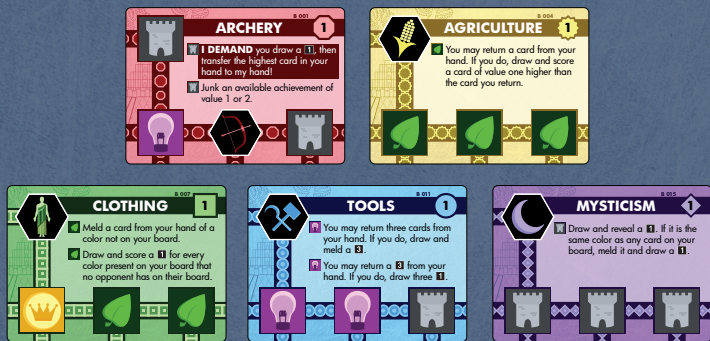 B 001
ARCHERY
1
I DEMAND you draw a 1, then
transfer the highest card in your
hand to my hand!
Junk an available achievement of
value 1 or 2.
B 004
AGRICULTURE
1
You may return a card from your
hand. If you do, draw and score
a card of value one higher than
the card you return.
B 007
CLOTHING
1
Meld a card from your hand of a
color not on your board.
Draw and score a 1 for every
color present on your board that
no opponent has on their board.
B 011
TOOLS
1
You may return three cards from
your hand. If you do, draw and
meld a 3.
You may return a 3 from your
hand. If you do, draw three 1.
B 015
MYSTICISM
1
Draw and reveal a 1. If it is the
same color as any card on your
board, meld it and draw a 1.